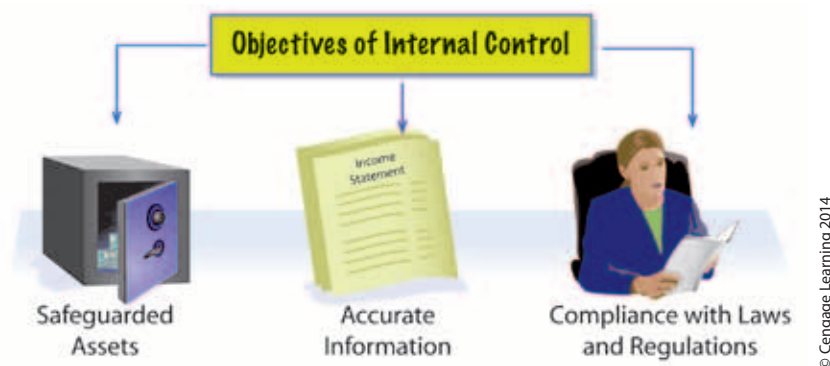 Objectives of Internal Control
Income
Statement
Safeguarded
Assets
Accurate
Information
Compliance with Laws
and Regulations
© Cengage Learning 2014